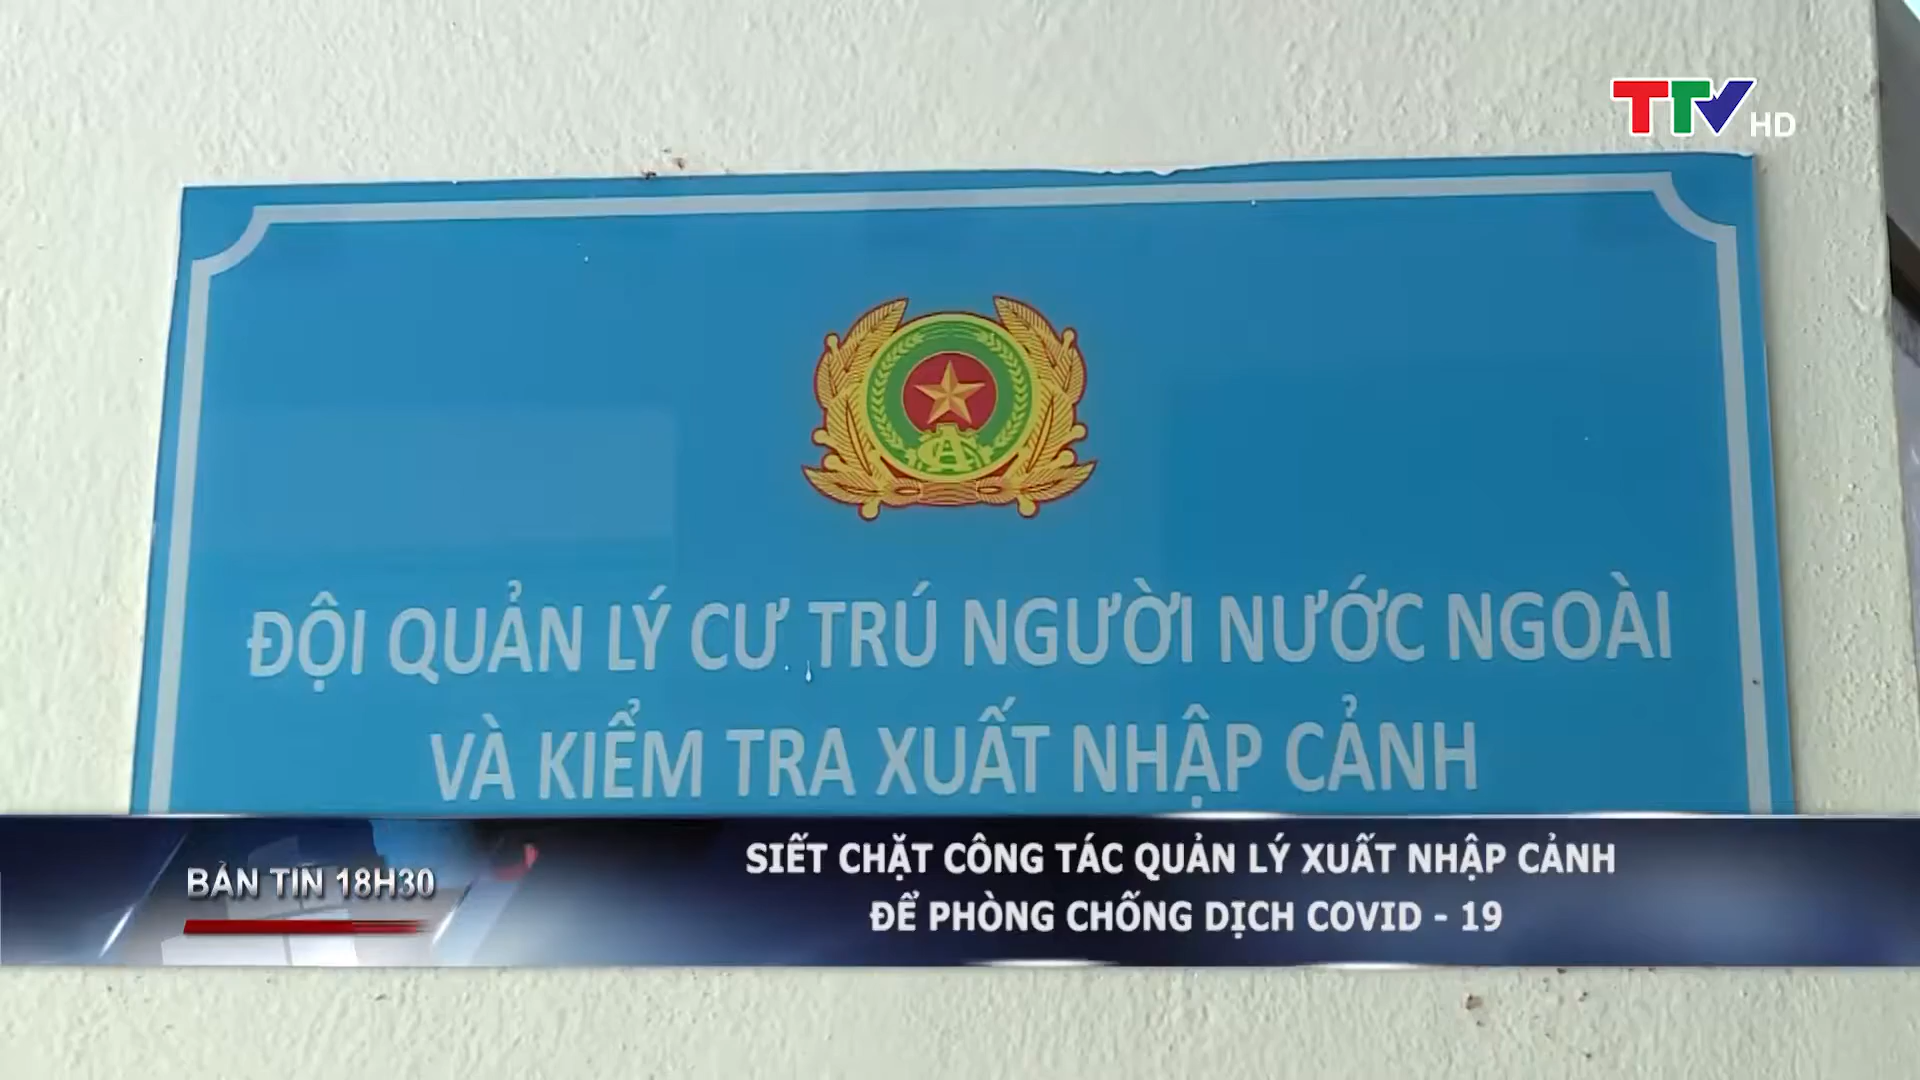 TTV HD
ĐỘI QUẢN LÝ CƯ TRÚ NGƯỜI NƯỚC NGOÀI
VÀ KIỂM TRA XUẤT NHẬP CẢNH
BẢN TIN 18H30
SIẾT CHẶT CÔNG TÁC QUẢN LÝ XUẤT NHẬP CẢNH
ĐỂ PHÒNG CHỐNG DỊCH COVID - 19